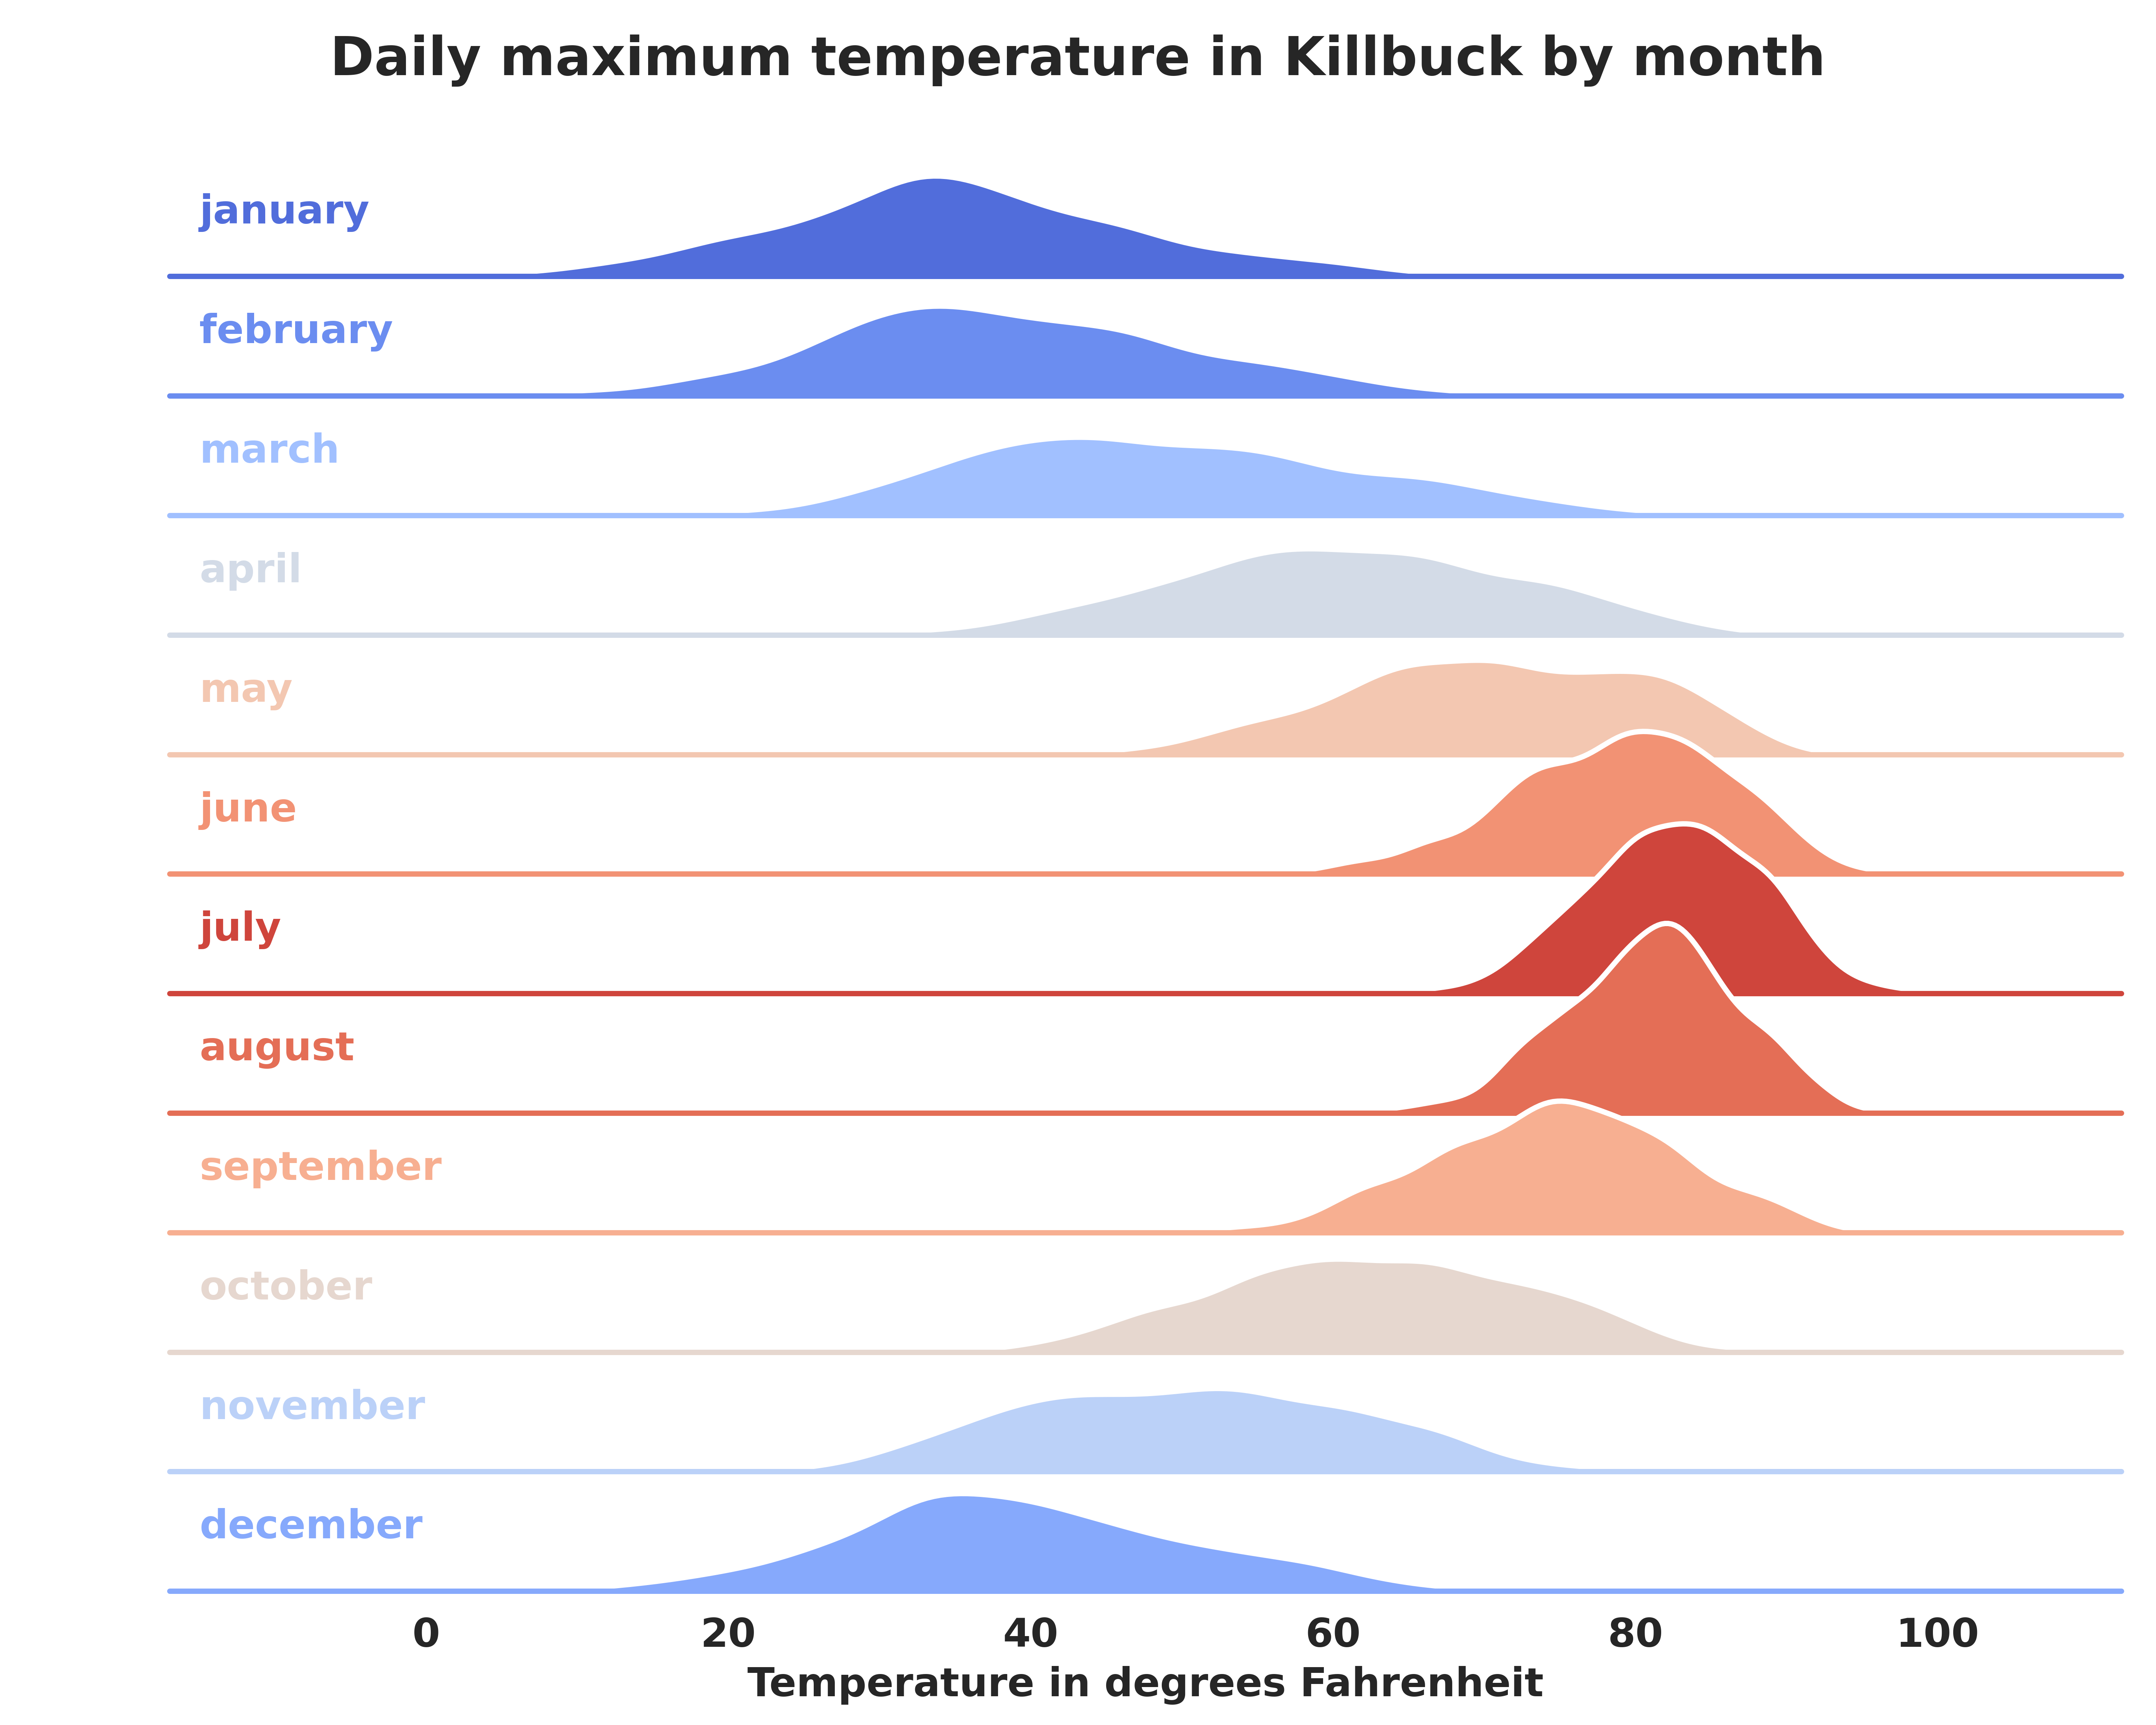 Daily maximum temperature in Killbuck by month
january
february
march
april
may
june
july
august
september
october
november
december
0 20 40 60 80 100
Temperature in degrees Fahrenheit